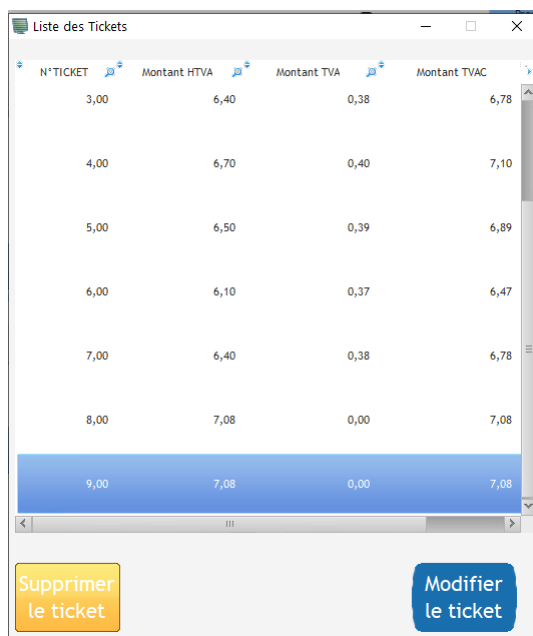 Liste des Tickets
N°TICKET Montant HTVA Montant TVA Montant TVAC
3,00 6,40 0,38 6,78
4,00 6,70 0,40 7,10
5,00 6,50 0,39 6,89
6,00 6,10 0,37 6,47
7,00 6,40 0,38 6,78
8,00 7,08 0,00 7,08
9,00 7,08 0,00 7,08
Supprimer
le ticket
Modifier
le ticket